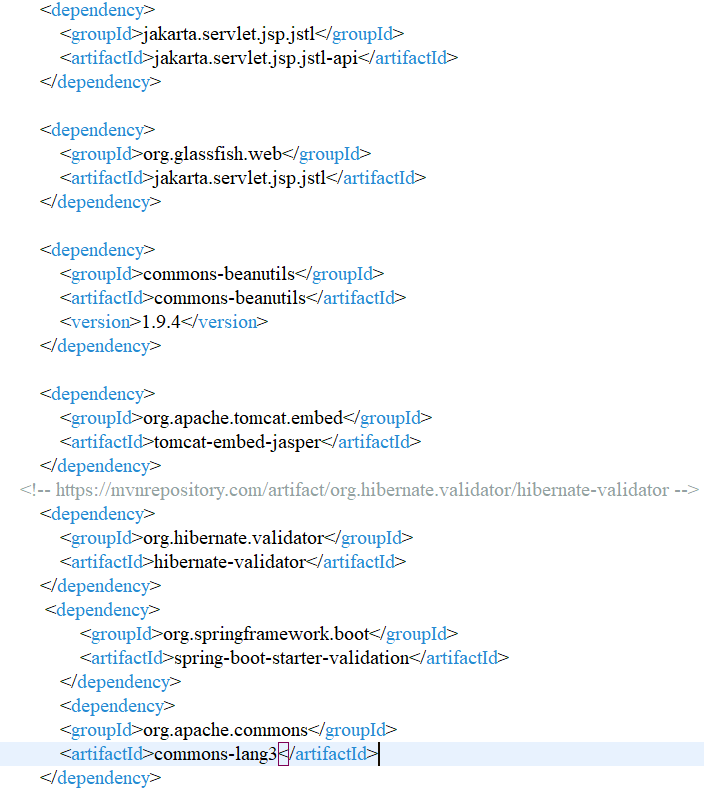 <dependency>
<groupId>jakarta.servlet.jsp.jstl</groupId>
<artifactId>jakarta.servlet.jsp.jstl-api</artifactId>
</dependency>
<dependency>
<groupId>org.glassfish.web</groupId>
<artifactId>jakarta.servlet.jsp.jstl</artifactId>
</dependency>
<dependency>
<groupId>commons-beanutils</groupId>
<artifactId>commons-beanutils</artifactId>
<version>1.9.4</version>
</dependency>
<dependency>
<groupId>org.apache.tomcat.embed</groupId>
<artifactId>tomcat-embed-jasper</artifactId>
</dependency>
<!-- https://mvnrepository.com/artifact/org.hibernate.validator/hibernate-validator -->
<dependency>
<groupId>org.hibernate.validator</groupId>
<artifactId>hibernate-validator</artifactId>
</dependency>
<dependency>
<groupId>org.springframework.boot</groupId>
<artifactId>spring-boot-starter-validation</artifactId>
</dependency>
<dependency>
<groupId>org.apache.commons</groupId>
<artifactId>commons-lang3</artifactId>
</dependency>